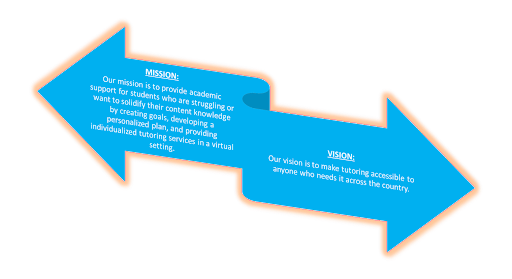 MISSION:
Our mission is to provide academic
support for students who are struggling or
want to solidify their content knowledge
by creating goals, developing a
personalized plan, and providing
individualized tutoring services in a virtual
setting.
VISION:
Our vision is to make tutoring accessible to
anyone who needs it across the country.